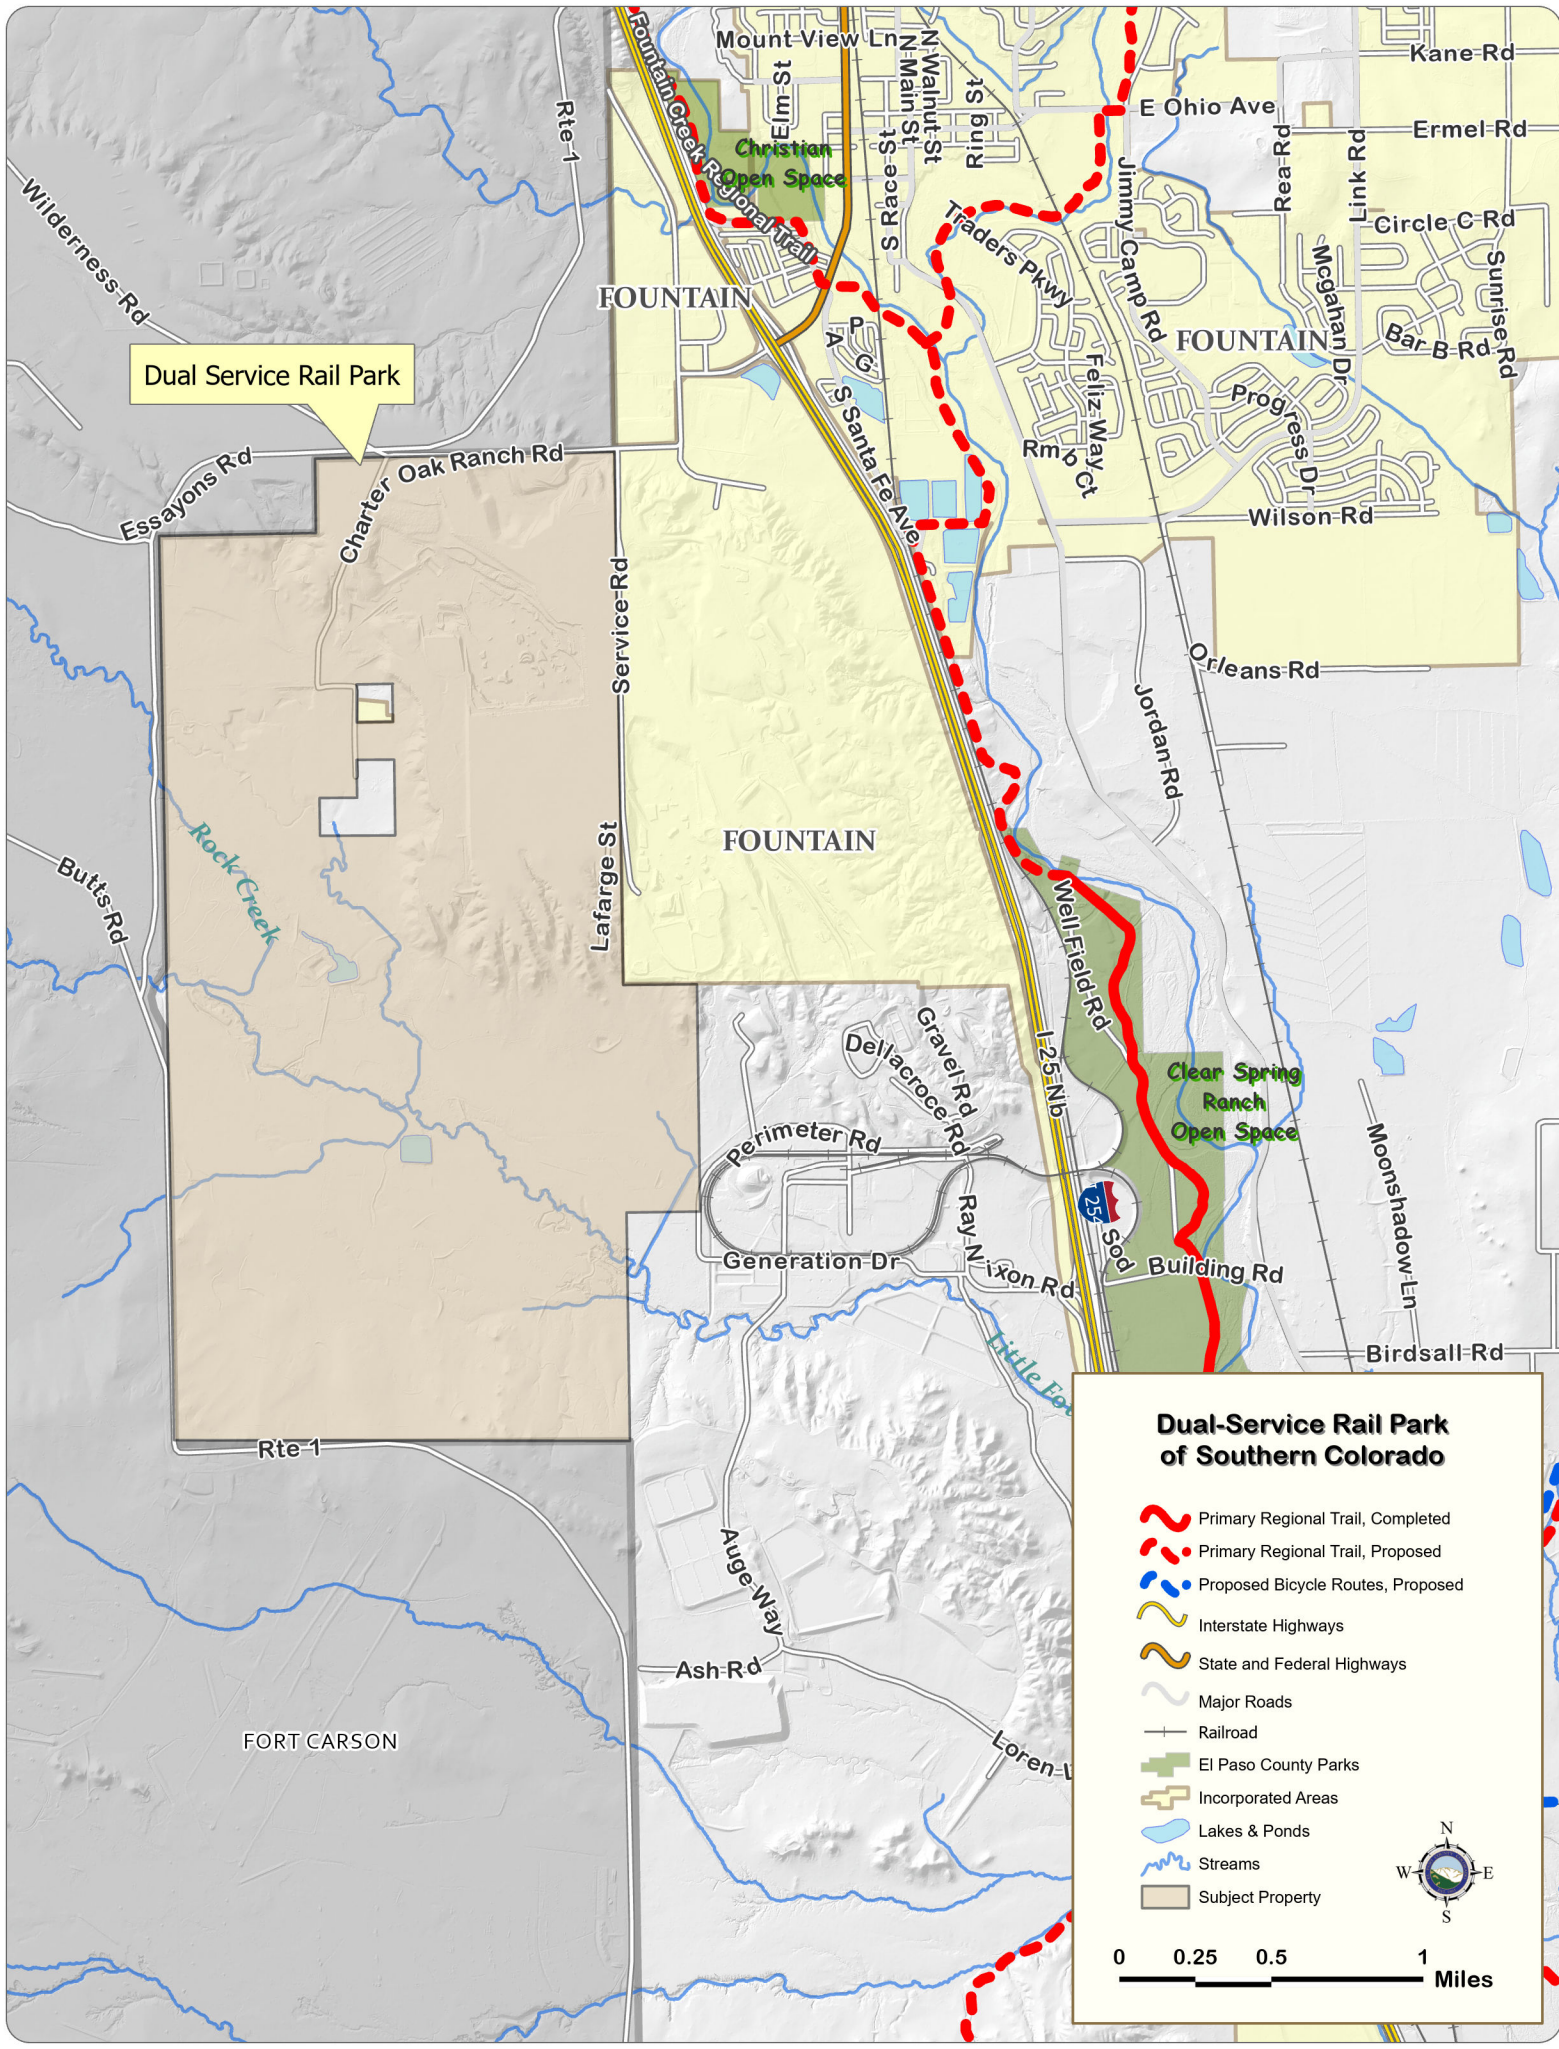 Mount View Ln
Kane Rd
E Ohio Ave
Ermel Rd
Rte 1
Elm St
N Main St
N Walnut St
Ring St
Fountain Creek Regional Trail
Christian
Open Space
S Race St
Jimmy Camp Rd
Rea Rd
Link Rd
Circle C Rd
Wilderness Rd
Traders Pkwy
Mcgahan Dr
Sunrise Rd
FOUNTAIN
FOUNTAIN
Bar B Rd
P
A
G
Dual Service Rail Park
S Santa Fe Ave
Feliz Way
Progress Dr
Essayons Rd
Charter Oak Ranch Rd
Rmb Ct
Wilson Rd
Service Rd
Orleans Rd
Jordan Rd
Rock Creek
Lafarge St
FOUNTAIN
Butts Rd
Well Field Rd
Gravel Rd
Dellacroce Rd
I 25 Nb
Clear Spring
Ranch
Open Space
Perimeter Rd
Moonshadow Ln
Ray Nixon Rd
Sod
Generation Dr
Building Rd
Birdsall Rd
Rte 1
Auge Way
Ash Rd
FORT CARSON
Dual-Service Rail Park
of Southern Colorado
Primary Regional Trail, Completed
Primary Regional Trail, Proposed
Proposed Bicycle Routes, Proposed
Interstate Highways
State and Federal Highways
Major Roads
Railroad
El Paso County Parks
Incorporated Areas
Lakes & Ponds
Streams
Subject Property
N
W
E
S
0 0.25 0.5 1
Miles